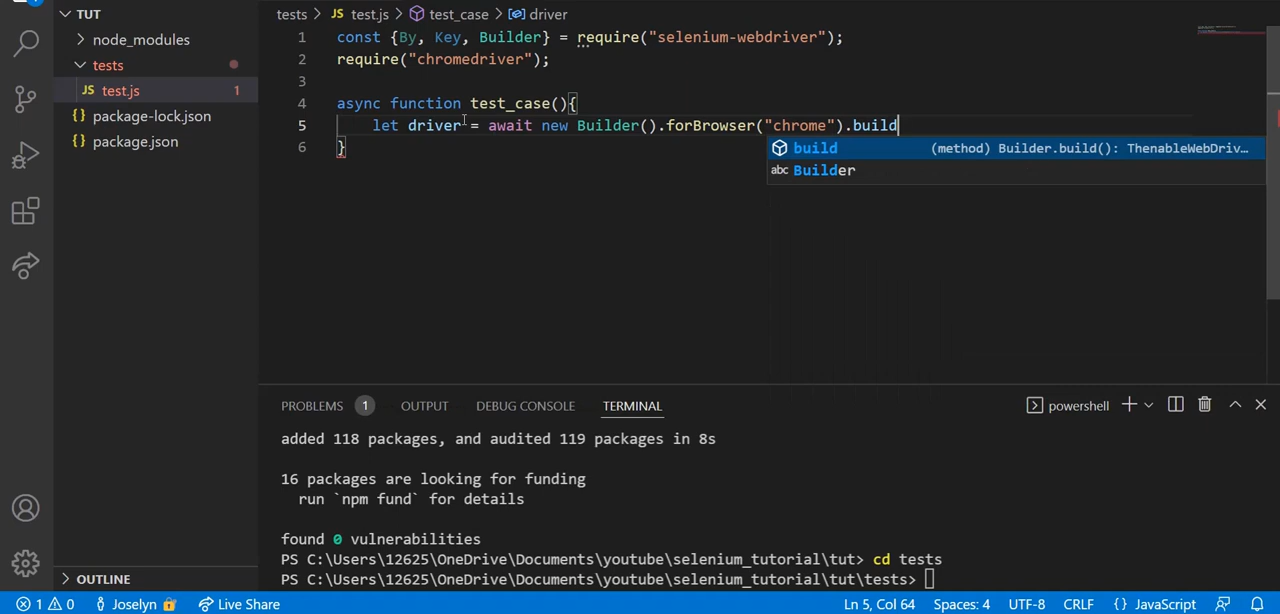 TUT
node_modules
tests
JS test.js 1
{} package-lock.json
{} package.json
OUTLINE
tests > JS test.js > test_case > driver
1 const {By, Key, Builder} = require("selenium-webdriver");
2 require("chromedriver");
3
4 async function test_case(){
5 let driver = await new Builder().forBrowser("chrome").build
6 }
build (method) Builder.build(): ThenableWebDriv…
abc Builder
PROBLEMS 1 OUTPUT DEBUG CONSOLE TERMINAL powershell
added 118 packages, and audited 119 packages in 8s
16 packages are looking for funding
run `npm fund` for details
found 0 vulnerabilities
PS C:\Users\12625\OneDrive\Documents\youtube\selenium_tutorial\tut> cd tests
PS C:\Users\12625\OneDrive\Documents\youtube\selenium_tutorial\tut\tests>
1 0 Joselyn Live Share Ln 5, Col 64 Spaces: 4 UTF-8 CRLF {} JavaScript